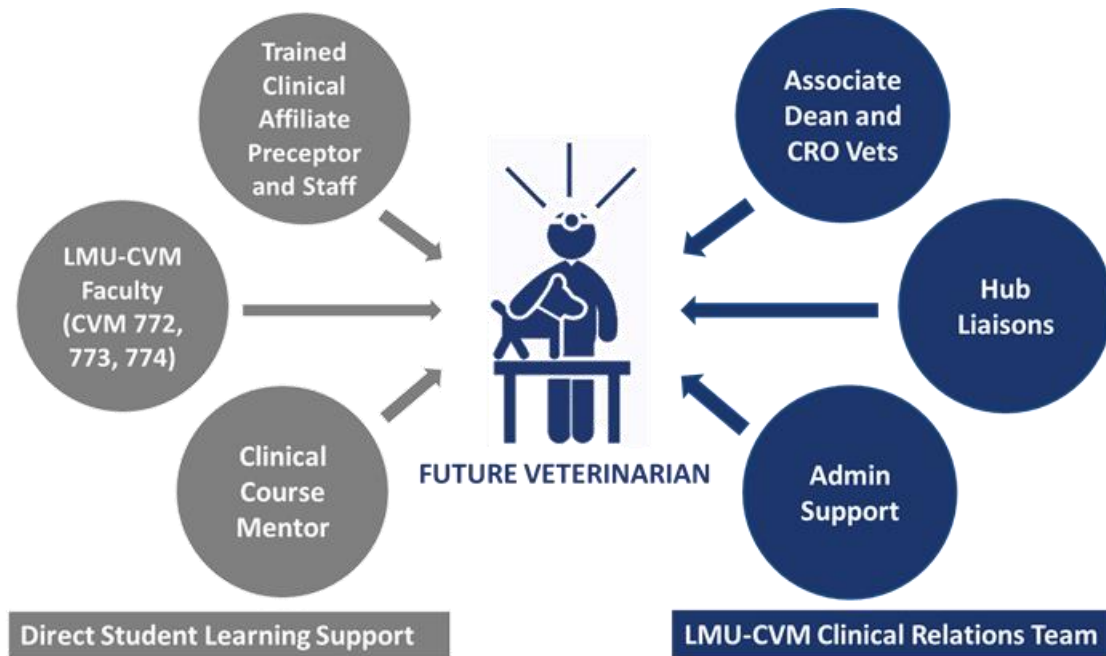 Trained
Clinical
Affiliate
Preceptor
and Staff
LMU-CVM
Faculty
(CVM 772,
773, 774)
Clinical
Course
Mentor
Direct Student Learning Support
FUTURE VETERINARIAN
Associate
Dean and
CRO Vets
Hub
Liaisons
Admin
Support
LMU-CVM Clinical Relations Team